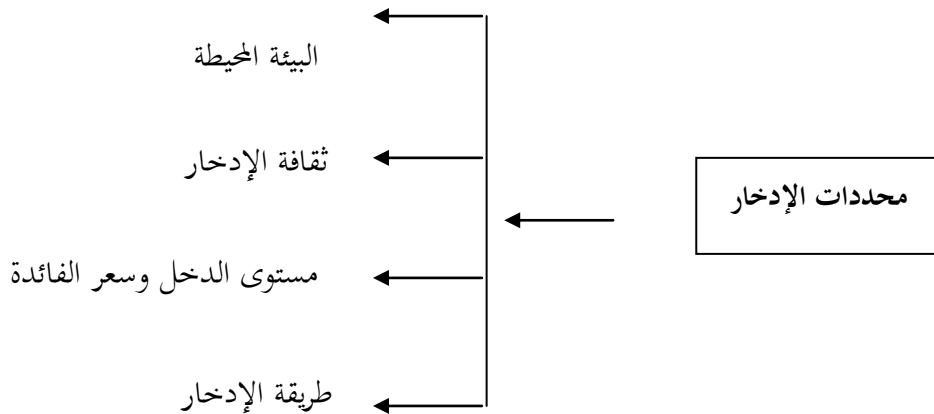 محددات الإدخار
البيئة المحيطة
ثقافة الإدخار
مستوى الدخل وسعر الفائدة
طريقة الإدخار